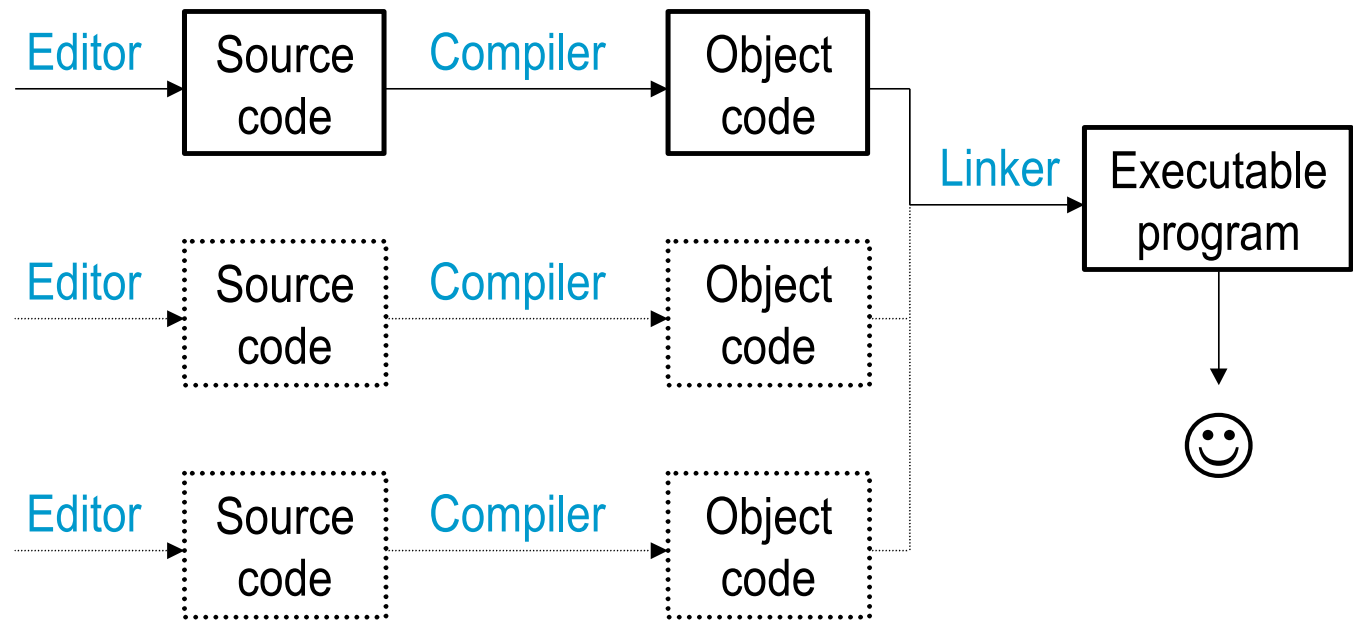 Editor
Source
code
Compiler
Object
code
Linker
Executable
program
Editor
Source
code
Compiler
Object
code
Editor
Source
code
Compiler
Object
code